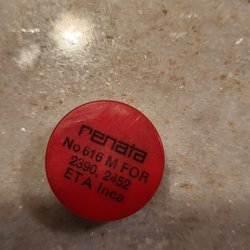 renata
No 616 M FOR
2390, 2452
ETA Inca